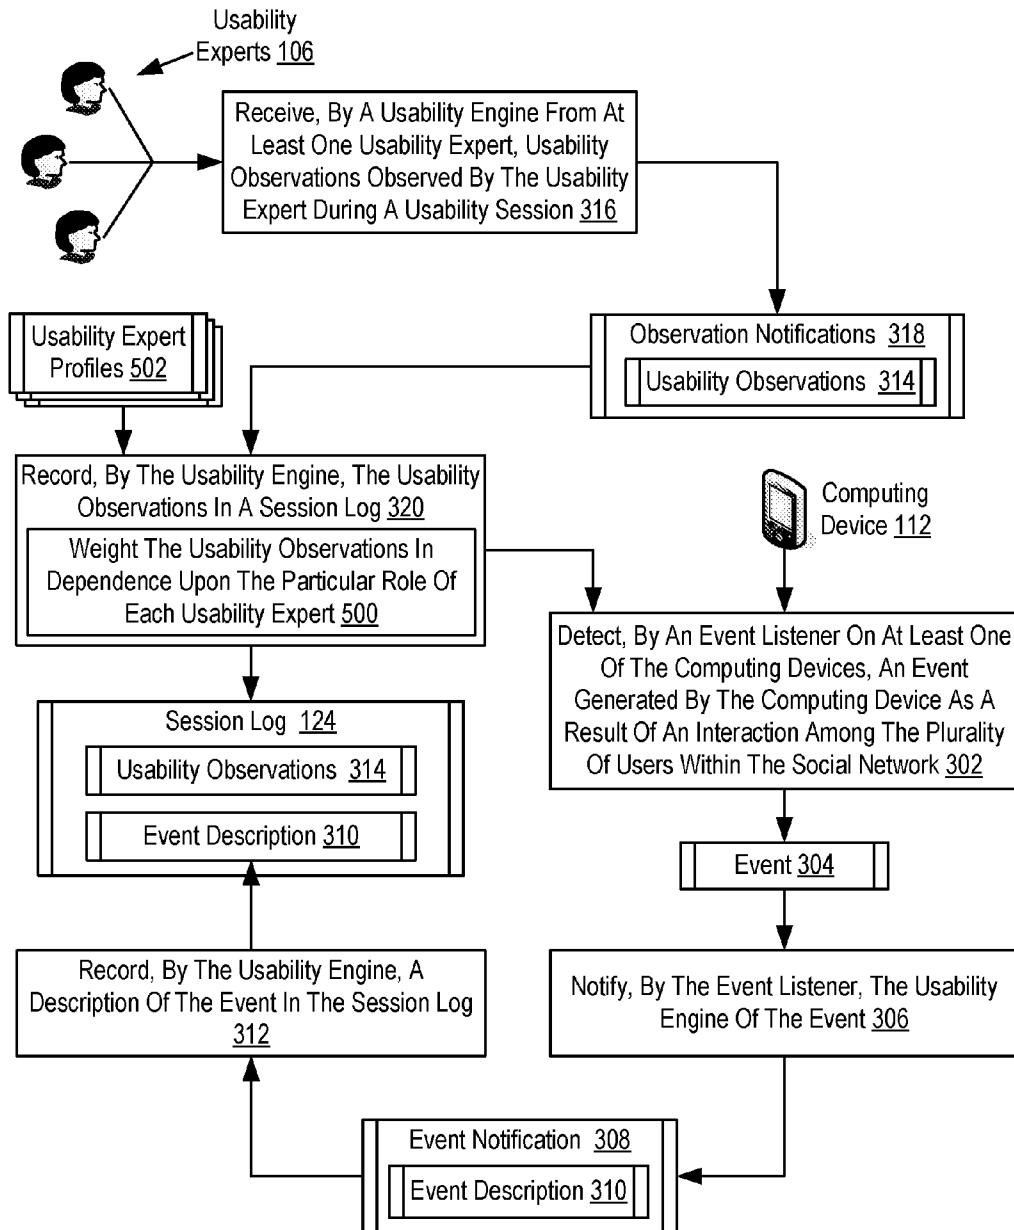 Usability
Experts 106
Receive, By A Usability Engine From At
Least One Usability Expert, Usability
Observations Observed By The Usability
Expert During A Usability Session 316
Usability Expert
Profiles 502
Observation Notifications 318
Usability Observations 314
Record, By The Usability Engine, The Usability
Observations In A Session Log 320
Weight The Usability Observations In
Dependence Upon The Particular Role Of
Each Usability Expert 500
Computing
Device 112
Detect, By An Event Listener On At Least One
Of The Computing Devices, An Event
Generated By The Computing Device As A
Result Of An Interaction Among The Plurality
Of Users Within The Social Network 302
Session Log 124
Usability Observations 314
Event Description 310
Event 304
Record, By The Usability Engine, A
Description Of The Event In The Session Log
312
Notify, By The Event Listener, The Usability
Engine Of The Event 306
Event Notification 308
Event Description 310